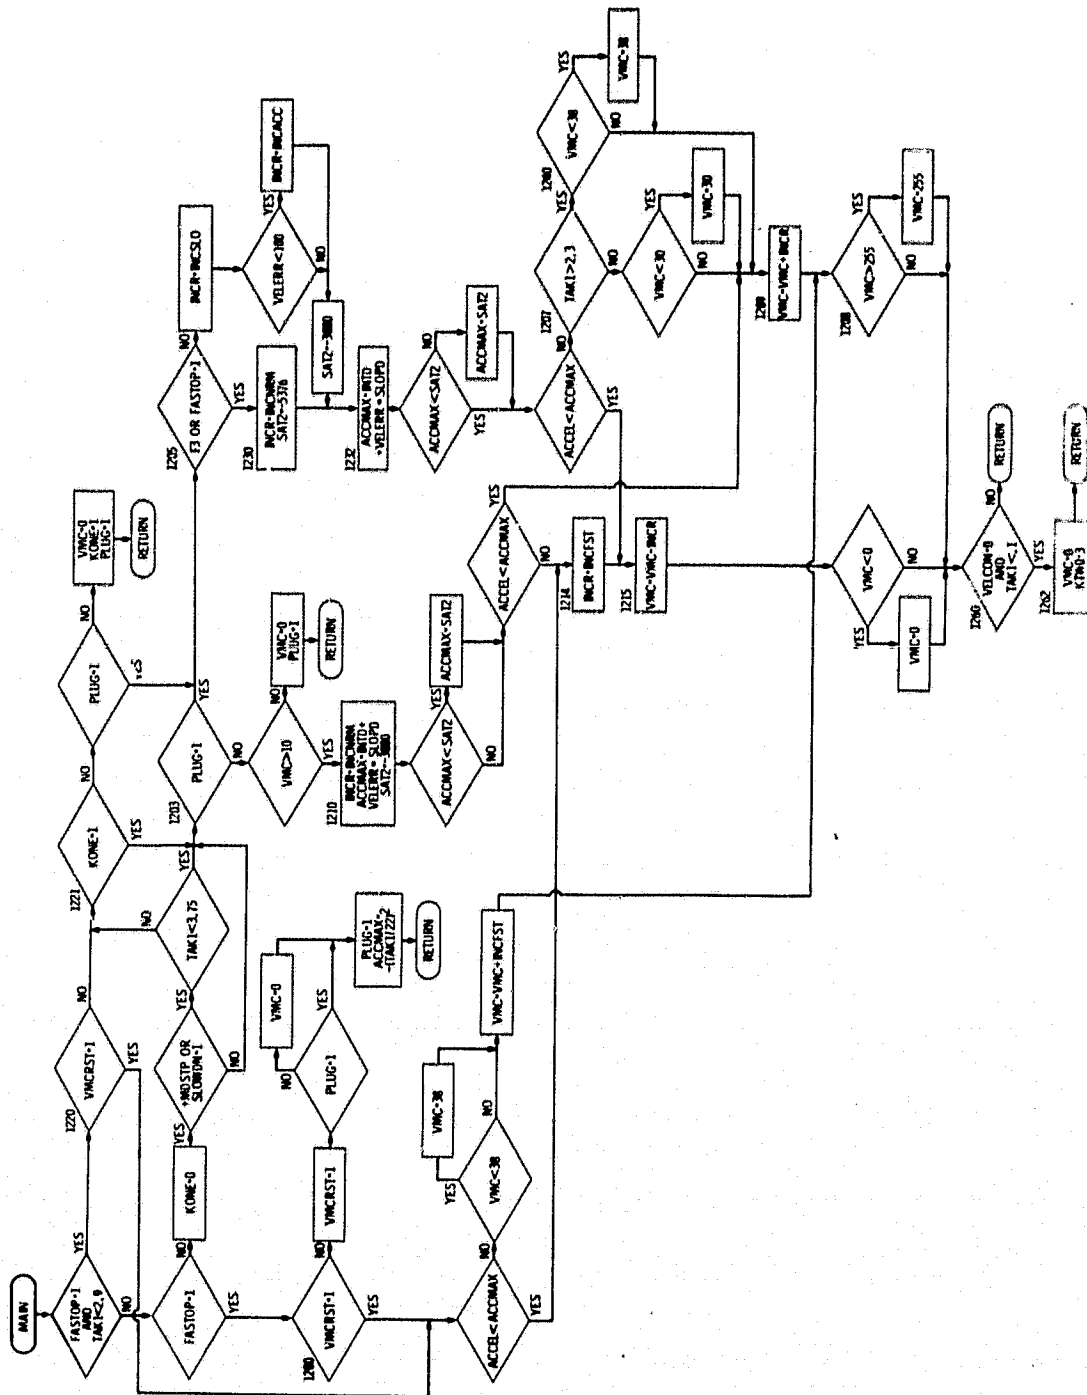 MAIN
FASTOP=1
AND
TAK1<2.9
YES
NO
1220
VMCRST=1
NO
YES
1221
KONE=1
NO
YES
PLUG=1
NO
YES
VMC=0
KONE=1
PLUG=1
RETURN
FASTOP=1
NO
YES
KONE=0
YES
+MDSTP OR
SLOWDN=1
YES
NO
TAK1<3.75
NO
YES
1203
PLUG=1
YES
NO
1205
F3 OR FASTOP=1
NO
YES
INCR=INCSLO
VELERR<180
YES
NO
INCR=INCACC
SAT2=-3880
1230
INCR=INCNRM
SAT2=-5376
1232
ACCMAX=INTD
+VELERR * SLOPD
ACCMAX<SAT2
NO
YES
ACCMAX=SAT2
VMC>10
NO
YES
VMC=0
PLUG=1
RETURN
1210
INCR=INCNRM
ACCMAX=INTD+
VELERR * SLOPD
SAT2=-3880
ACCMAX<SAT2
YES
NO
ACCMAX=SAT2
ACCEL<ACCMAX
YES
NO
1280
VMCRST=1
NO
YES
VMCRST=1
PLUG=1
NO
YES
VMC=0
PLUG=1
ACCMAX=
-(TAK1/22)2
RETURN
ACCEL<ACCMAX
NO
YES
VMC<38
YES
NO
VMC=38
VMC=VMC+INCFST
ACCEL<ACCMAX
NO
YES
1207
TAK1>2.3
YES
NO
1240
VMC<38
YES
NO
VMC=38
VMC<30
YES
NO
VMC=30
1214
INCR=INCFST
1215
VMC=VMC-INCR
1209
VMC=VMC+INCR
VMC<0
YES
NO
VMC=0
1208
VMC>255
YES
NO
VMC=255
1260
VELCOM=0
AND
TAK1<.1
NO
YES
RETURN
1262
VMC=0
KTWO=3
RETURN